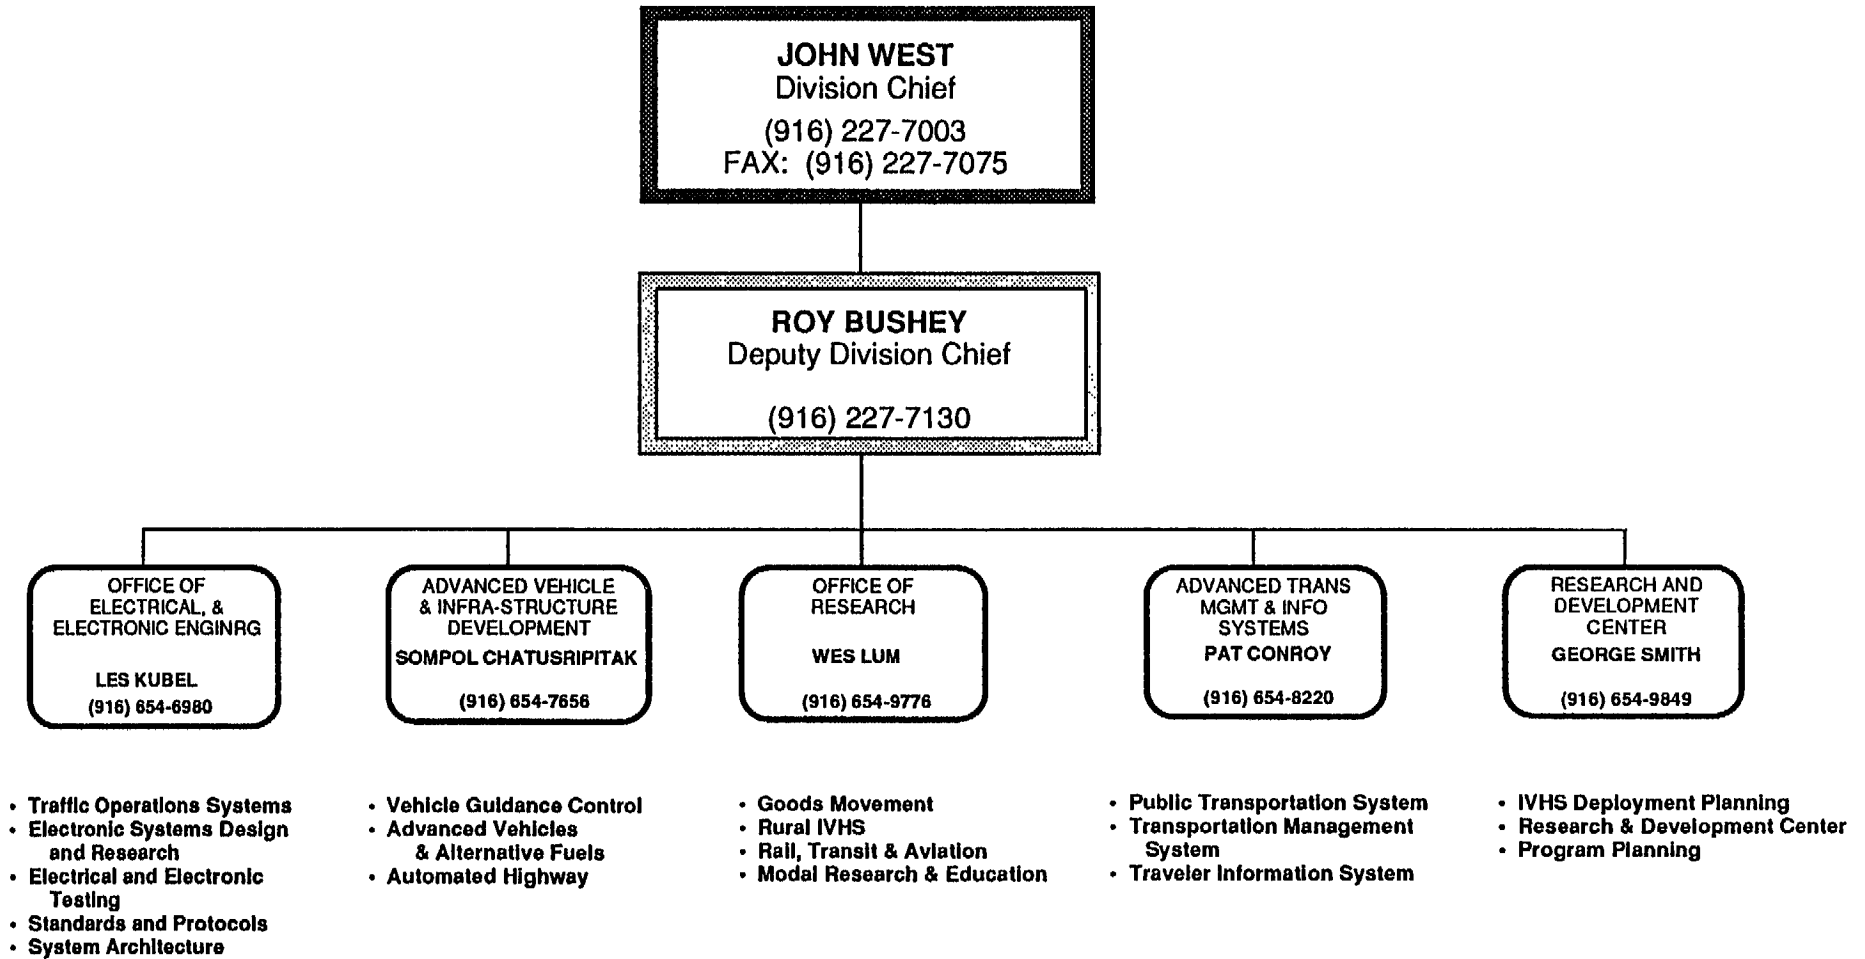 JOHN WEST
Division Chief
(916) 227-7003
FAX: (916) 227-7075
ROY BUSHEY
Deputy Division Chief
(916) 227-7130
OFFICE OF
ELECTRICAL, &
ELECTRONIC ENGINRG
LES KUBEL
(916) 654-6980
ADVANCED VEHICLE
& INFRA-STRUCTURE
DEVELOPMENT
SOMPOL CHATUSRIPITAK
(916) 654-7656
OFFICE OF
RESEARCH
WES LUM
(916) 654-9776
ADVANCED TRANS
MGMT & INFO
SYSTEMS
PAT CONROY
(916) 654-8220
RESEARCH AND
DEVELOPMENT
CENTER
GEORGE SMITH
(916) 654-9849
• Traffic Operations Systems
• Electronic Systems Design
and Research
• Electrical and Electronic
Testing
• Standards and Protocols
• System Architecture
• Vehicle Guidance Control
• Advanced Vehicles
& Alternative Fuels
• Automated Highway
• Goods Movement
• Rural IVHS
• Rail, Transit & Aviation
• Modal Research & Education
• Public Transportation System
• Transportation Management
System
• Traveler Information System
• IVHS Deployment Planning
• Research & Development Center
• Program Planning